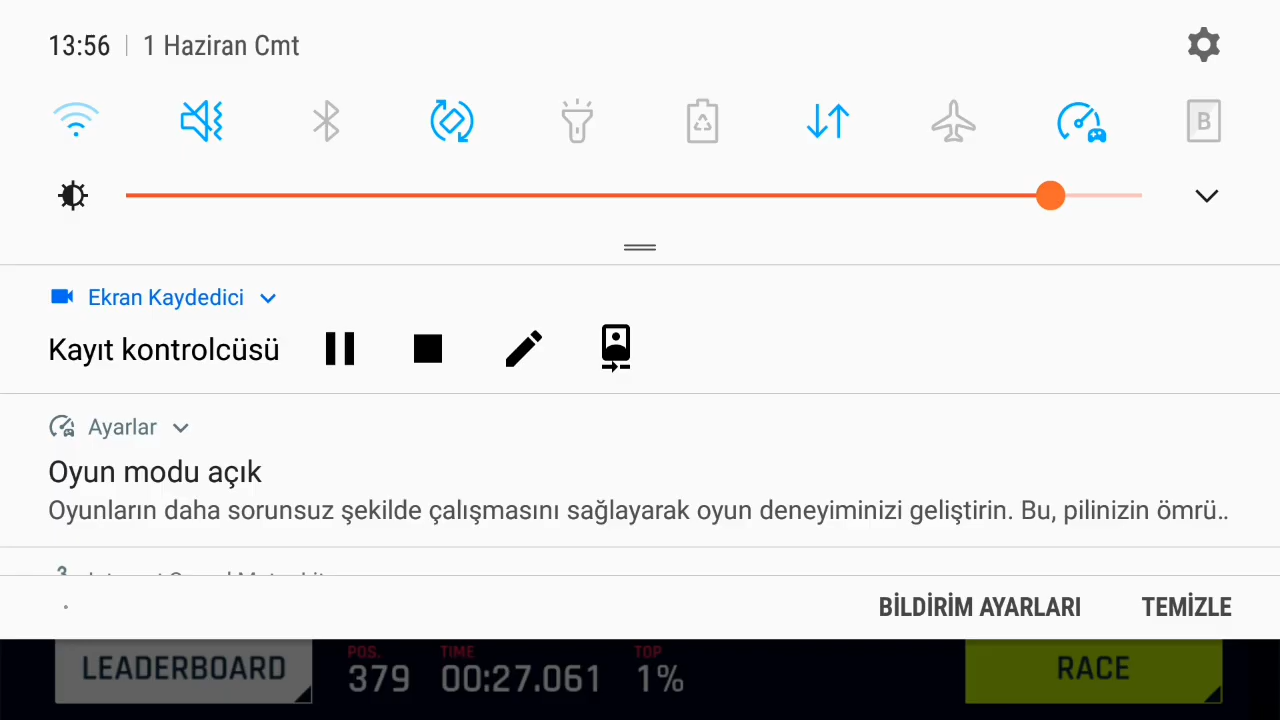 13:56 1 Haziran Cmt
B
Ekran Kaydedici
Kayıt kontrolcüsü
Ayarlar
Oyun modu açık
Oyunların daha sorunsuz şekilde çalışmasını sağlayarak oyun deneyiminizi geliştirin. Bu, pilinizin ömrü..
BİLDİRİM AYARLARI TEMİZLE
LEADERBOARD
POS. TIME TOP
379 00:27.061 1%
RACE